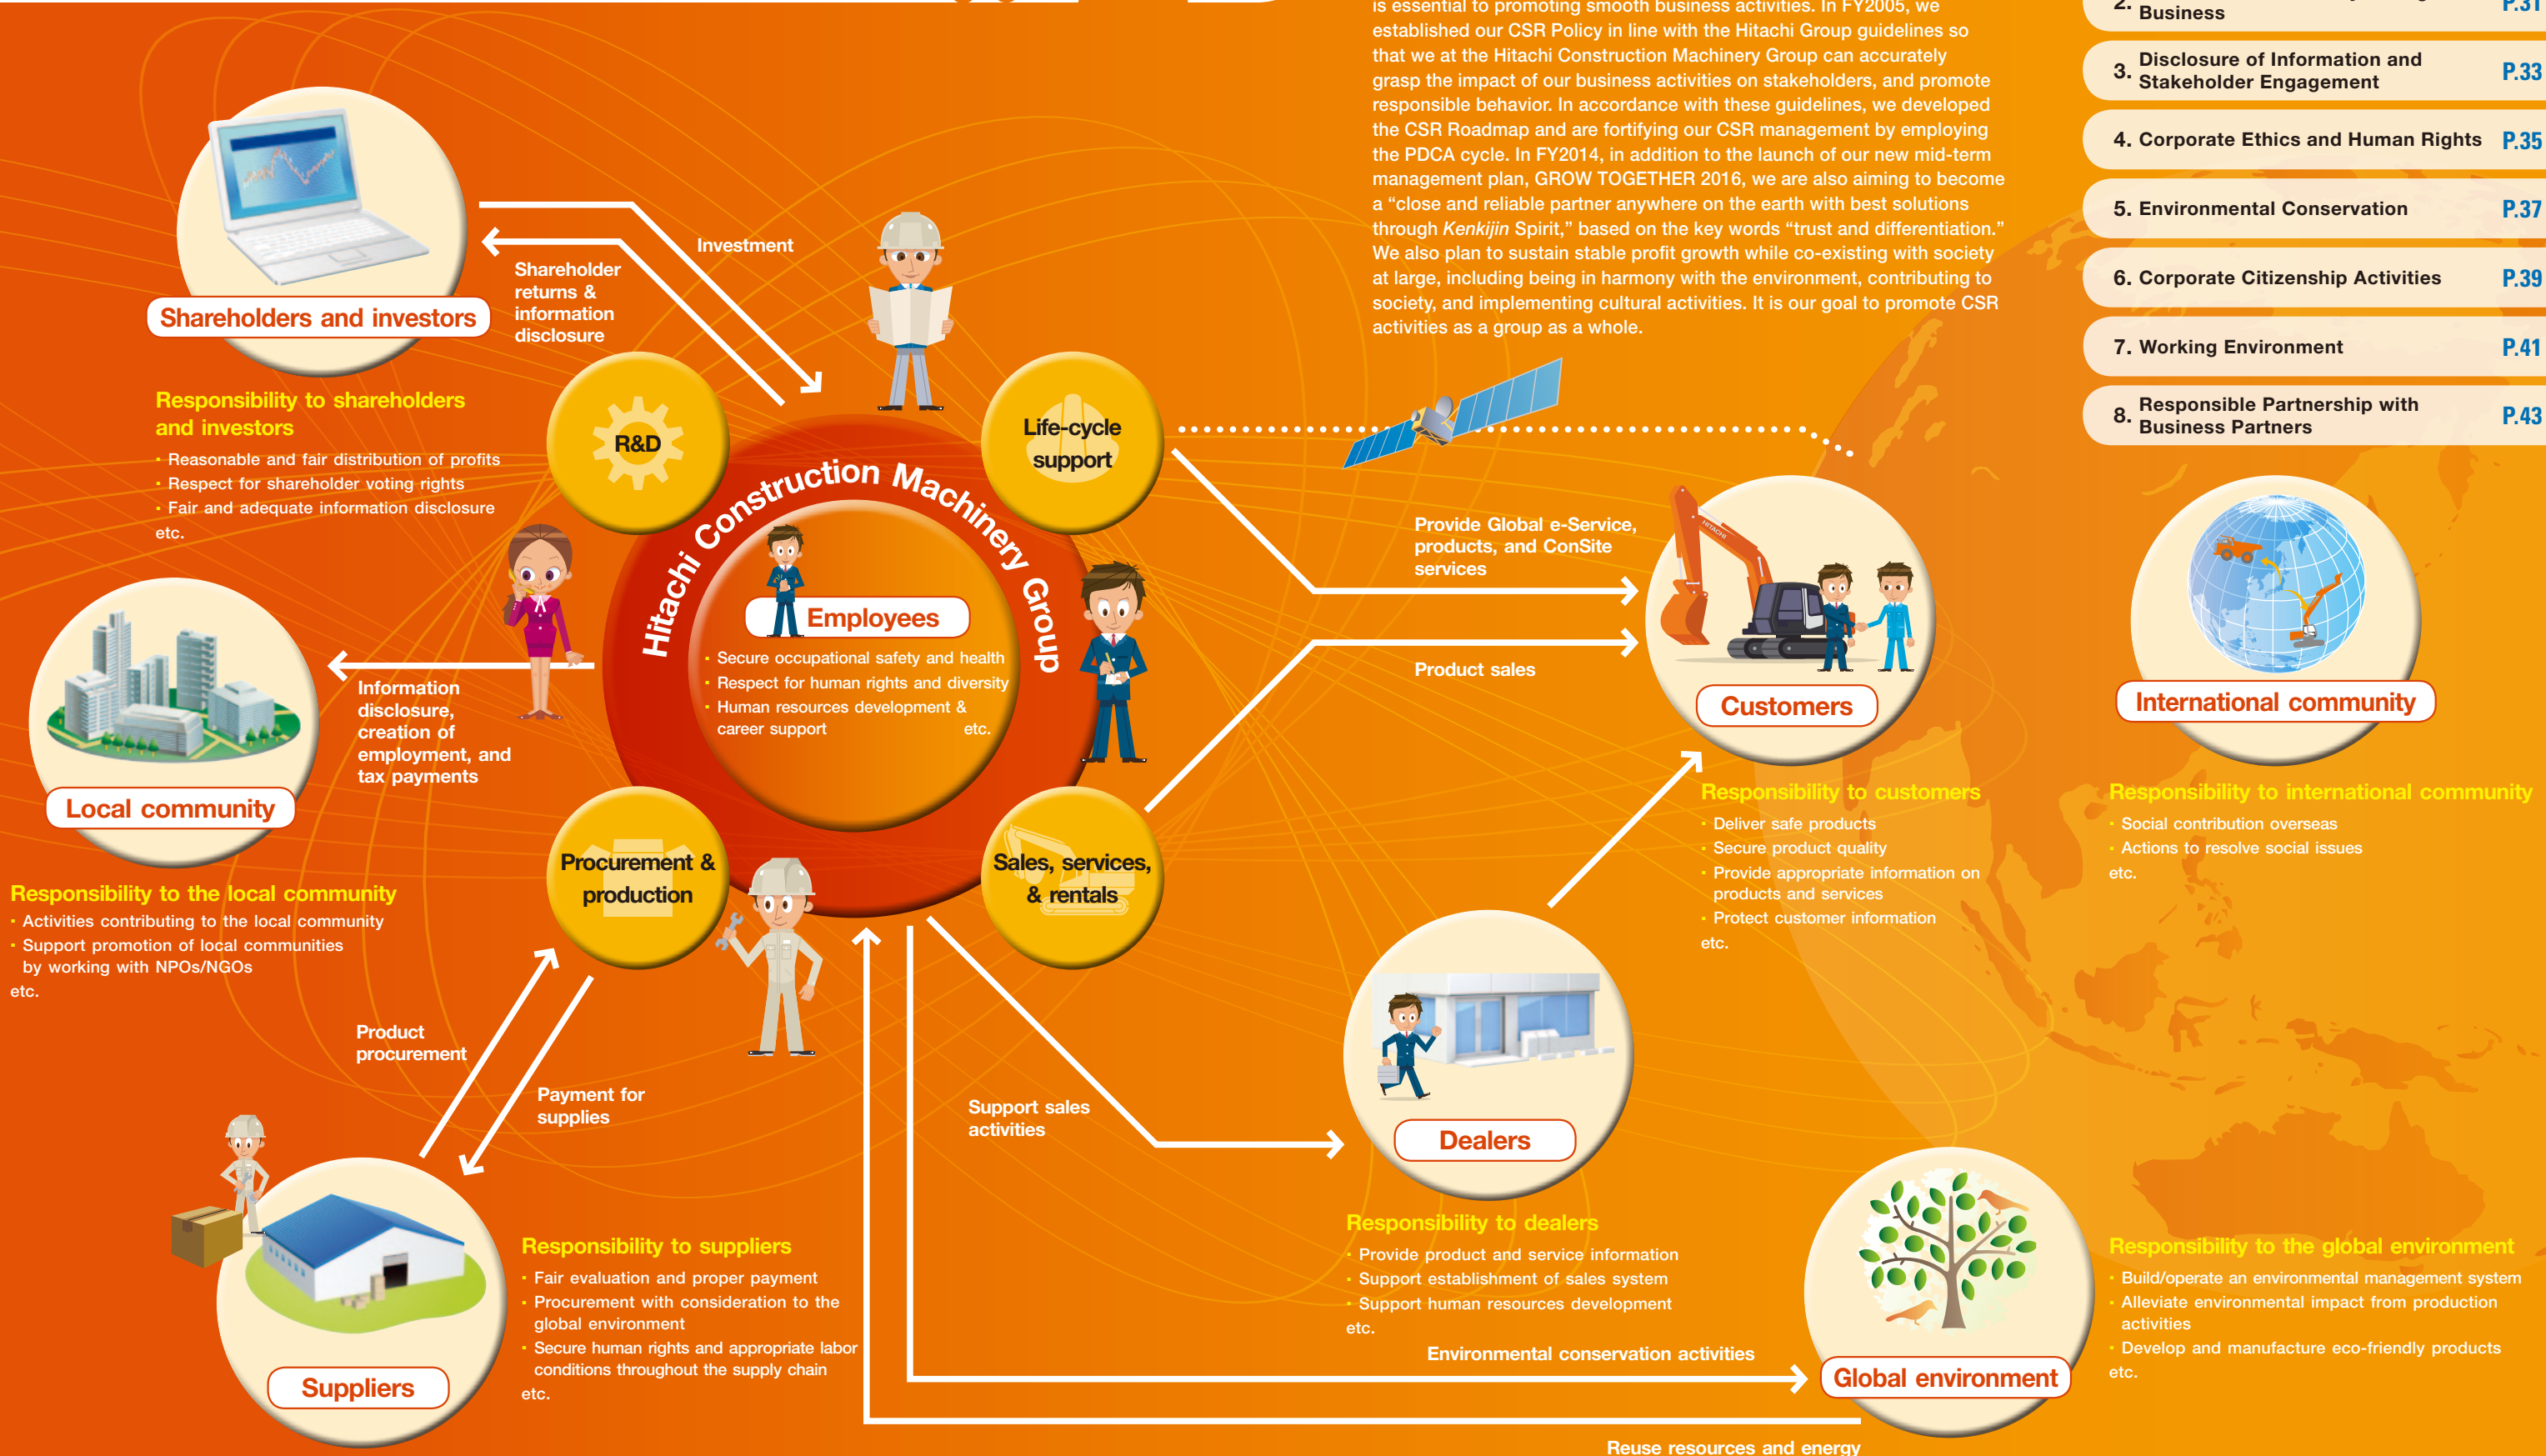 is essential to promoting smooth business activities. In FY2005, we
established our CSR Policy in line with the Hitachi Group guidelines so
that we at the Hitachi Construction Machinery Group can accurately
grasp the impact of our business activities on stakeholders, and promote
responsible behavior. In accordance with these guidelines, we developed
the CSR Roadmap and are fortifying our CSR management by employing
the PDCA cycle. In FY2014, in addition to the launch of our new mid-term
management plan, GROW TOGETHER 2016, we are also aiming to become
a “close and reliable partner anywhere on the earth with best solutions
through Kenkijin Spirit,” based on the key words “trust and differentiation.”
We also plan to sustain stable profit growth while co-existing with society
at large, including being in harmony with the environment, contributing to
society, and implementing cultural activities. It is our goal to promote CSR
activities as a group as a whole.
2.
Business
P.31
3. Disclosure of Information and
Stakeholder Engagement
P.33
4. Corporate Ethics and Human Rights P.35
5. Environmental Conservation P.37
6. Corporate Citizenship Activities P.39
7. Working Environment P.41
8. Responsible Partnership with
Business Partners
P.43
Shareholders and investors
Investment
Shareholder
returns &
information
disclosure
Responsibility to shareholders
and investors
· Reasonable and fair distribution of profits
· Respect for shareholder voting rights
· Fair and adequate information disclosure
etc.
R&D
Life-cycle
support
Hitachi Construction Machinery Group
Employees
· Secure occupational safety and health
· Respect for human rights and diversity
· Human resources development &
career support etc.
Procurement &
production
Sales, services,
& rentals
Local community
Information
disclosure,
creation of
employment, and
tax payments
Responsibility to the local community
· Activities contributing to the local community
· Support promotion of local communities
by working with NPOs/NGOs
etc.
Provide Global e-Service,
products, and ConSite
services
Product sales
HITACHI
Customers
Responsibility to customers
· Deliver safe products
· Secure product quality
· Provide appropriate information on
products and services
· Protect customer information
etc.
International community
Responsibility to international community
· Social contribution overseas
· Actions to resolve social issues
etc.
Product
procurement
Payment for
supplies
Suppliers
Responsibility to suppliers
· Fair evaluation and proper payment
· Procurement with consideration to the
global environment
· Secure human rights and appropriate labor
conditions throughout the supply chain
etc.
Support sales
activities
Dealers
Responsibility to dealers
· Provide product and service information
· Support establishment of sales system
· Support human resources development
etc.
Environmental conservation activities
Global environment
Reuse resources and energy
Responsibility to the global environment
· Build/operate an environmental management system
· Alleviate environmental impact from production
activities
· Develop and manufacture eco-friendly products
etc.